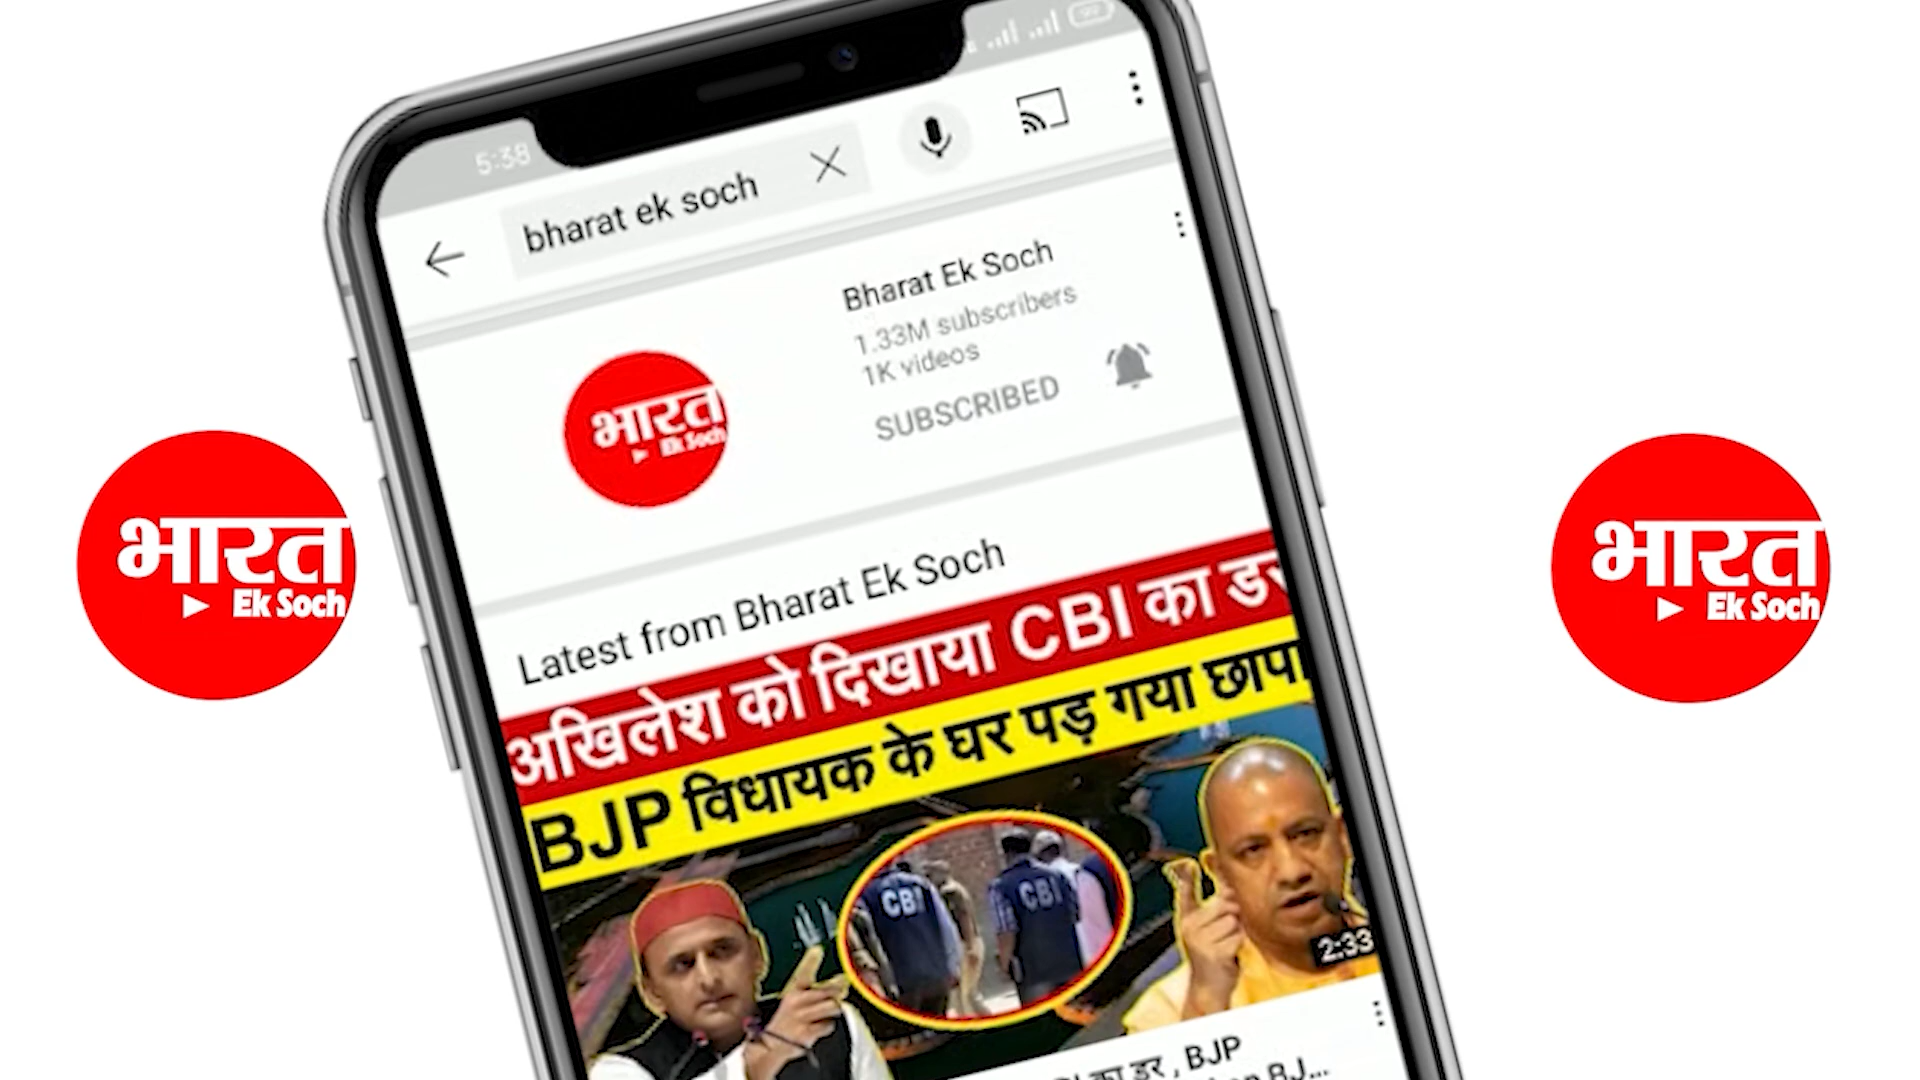 5:38
bharat ek soch
Bharat Ek Soch
1.33M subscribers
1K videos
SUBSCRIBED
भारत
Ek Soch
भारत
Ek Soch
भारत
Ek Soch
Latest from Bharat Ek Soch
अखिलेश को दिखाया CBI का डर
BJP विधायक के घर पड़ गया छापा
CBI
CBI
2:33
का डर, BJP
BJ...